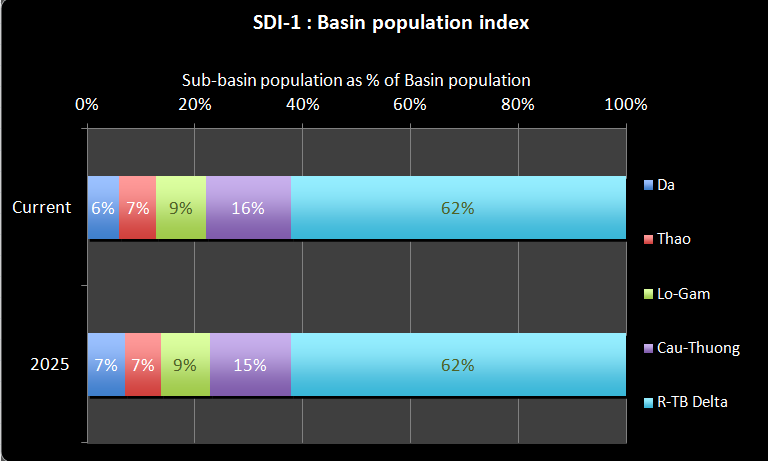 SDI-1 : Basin population index
Sub-basin population as % of Basin population
0% 20% 40% 60% 80% 100%
Current 6% 7% 9% 16% 62%
2025 7% 7% 9% 15% 62%
Da
Thao
Lo-Gam
Cau-Thuong
R-TB Delta